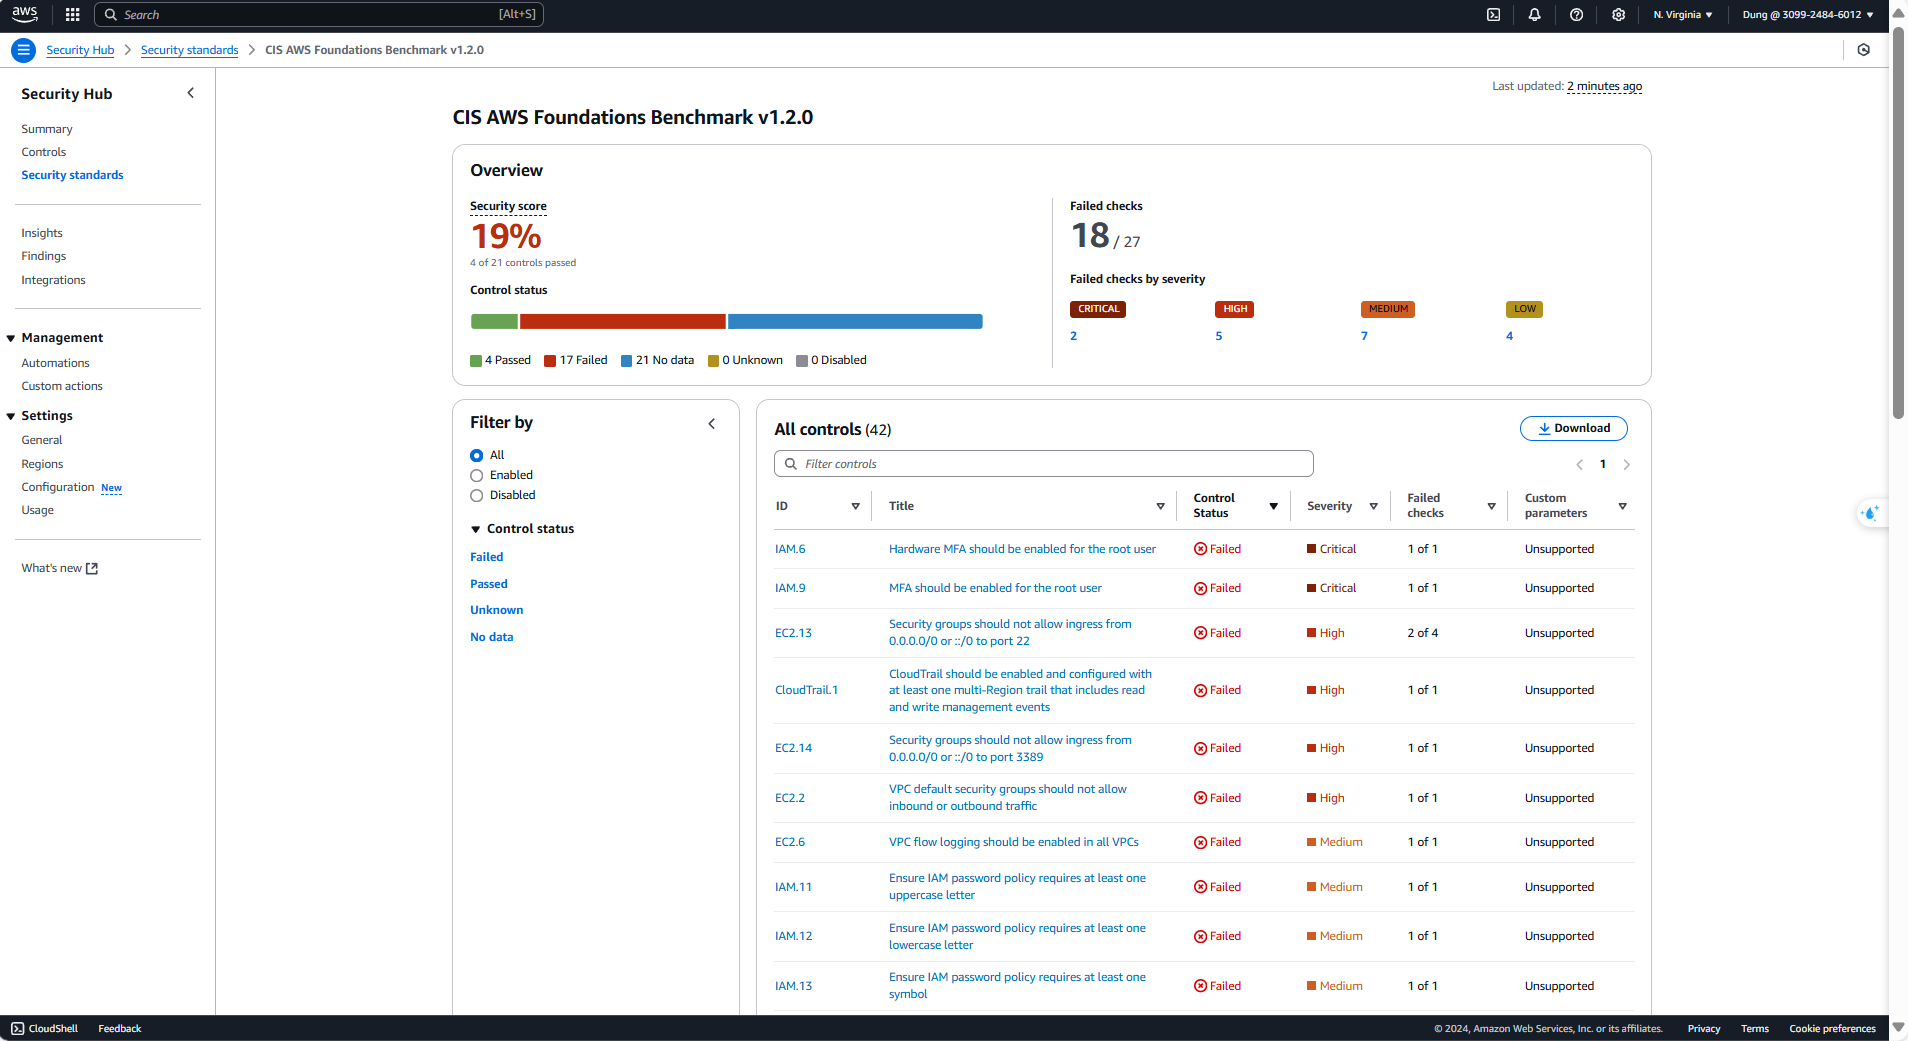 aws
Search
[Alt+S]
N. Virginia
Dung @ 3099-2484-6012
Security Hub
Security standards
CIS AWS Foundations Benchmark v1.2.0
Security Hub
Summary
Controls
Security standards
Insights
Findings
Integrations
Management
Automations
Custom actions
Settings
General
Regions
Configuration New
Usage
What's new
Last updated: 2 minutes ago
CIS AWS Foundations Benchmark v1.2.0
Overview
Security score
19%
4 of 21 controls passed
Control status
4 Passed 17 Failed 21 No data 0 Unknown 0 Disabled
Failed checks
18 / 27
Failed checks by severity
CRITICAL HIGH MEDIUM LOW
2 5 7 4
Filter by
All
Enabled
Disabled
Control status
Failed
Passed
Unknown
No data
All controls (42)
Download
Filter controls
1
ID Title Control Status Severity Failed checks Custom parameters
IAM.6 Hardware MFA should be enabled for the root user Failed Critical 1 of 1 Unsupported
IAM.9 MFA should be enabled for the root user Failed Critical 1 of 1 Unsupported
EC2.13 Security groups should not allow ingress from
0.0.0.0/0 or ::/0 to port 22 Failed High 2 of 4 Unsupported
CloudTrail.1 CloudTrail should be enabled and configured with
at least one multi-Region trail that includes read
and write management events Failed High 1 of 1 Unsupported
EC2.14 Security groups should not allow ingress from
0.0.0.0/0 or ::/0 to port 3389 Failed High 1 of 1 Unsupported
EC2.2 VPC default security groups should not allow
inbound or outbound traffic Failed High 1 of 1 Unsupported
EC2.6 VPC flow logging should be enabled in all VPCs Failed Medium 1 of 1 Unsupported
IAM.11 Ensure IAM password policy requires at least one
uppercase letter Failed Medium 1 of 1 Unsupported
IAM.12 Ensure IAM password policy requires at least one
lowercase letter Failed Medium 1 of 1 Unsupported
IAM.13 Ensure IAM password policy requires at least one
symbol Failed Medium 1 of 1 Unsupported
CloudShell Feedback
© 2024, Amazon Web Services, Inc. or its affiliates. Privacy Terms Cookie preferences